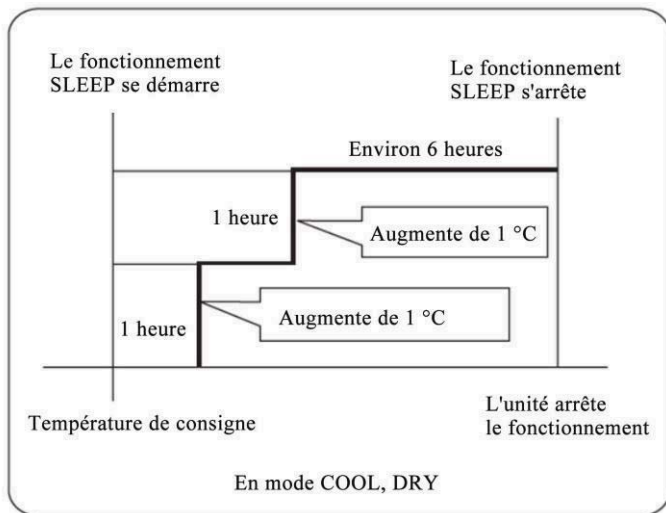 Le fonctionnement
SLEEP se démarre
Le fonctionnement
SLEEP s'arrête
Environ 6 heures
1 heure
Augmente de 1 °C
1 heure
Augmente de 1 °C
Température de consigne
L'unité arrête
le fonctionnement
En mode COOL, DRY